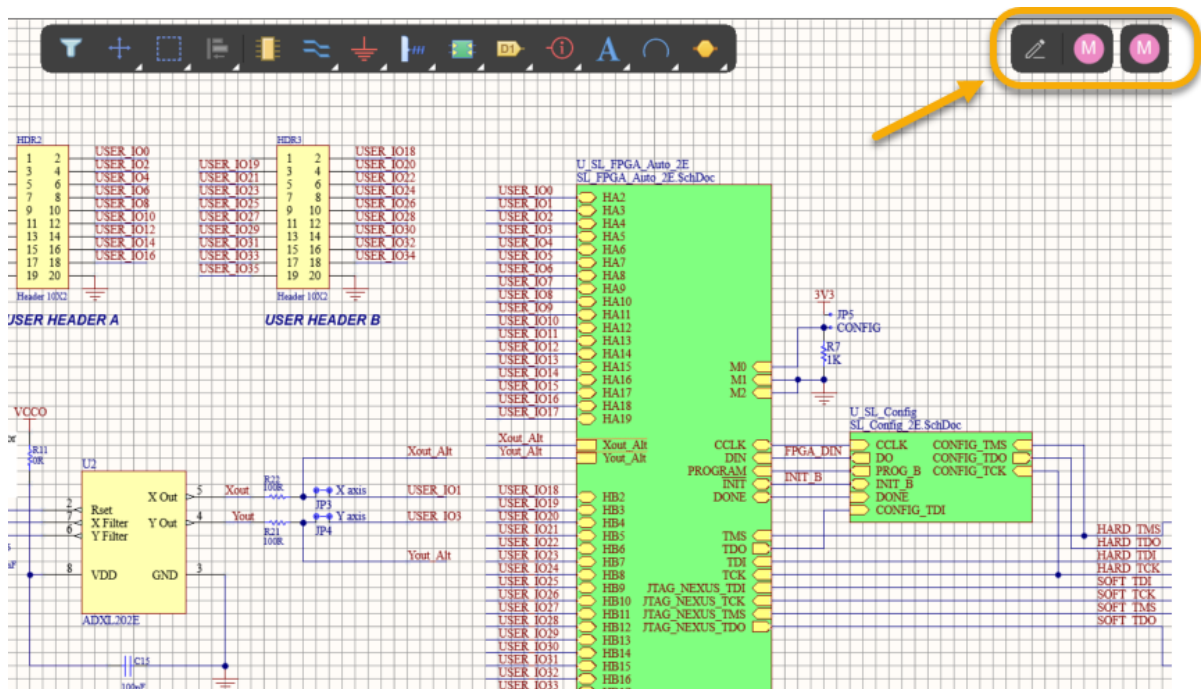 D1
A
M
M
HDR2
1 2
3 4
5 6
7 8
9 10
11 12
13 14
15 16
17 18
19 20
USER_IO0
USER_IO2
USER_IO4
USER_IO6
USER_IO8
USER_IO10
USER_IO12
USER_IO14
USER_IO16
Header 10X2
USER HEADER A
HDR3
USER_IO19
USER_IO21
USER_IO23
USER_IO25
USER_IO27
USER_IO29
USER_IO31
USER_IO33
USER_IO35
1 2
3 4
5 6
7 8
9 10
11 12
13 14
15 16
17 18
19 20
USER_IO18
USER_IO20
USER_IO22
USER_IO24
USER_IO26
USER_IO28
USER_IO30
USER_IO32
USER_IO34
Header 10X2
USER HEADER B
U_SL_FPGA_Auto_2E
SL_FPGA_Auto_2E.SchDoc
USER_IO0
USER_IO1
USER_IO2
USER_IO3
USER_IO4
USER_IO5
USER_IO6
USER_IO7
USER_IO8
USER_IO9
USER_IO10
USER_IO11
USER_IO12
USER_IO13
USER_IO14
USER_IO15
USER_IO16
USER_IO17
HA2
HA3
HA4
HA5
HA6
HA7
HA8
HA9
HA10
HA11
HA12
HA13
HA14
HA15
HA16
HA17
HA18
HA19
M0
M1
M2
3V3
JP5
CONFIG
R7
1K
Xout_Alt
Yout_Alt
Xout_Alt
Yout_Alt
CCLK
DIN
PROGRAM
INIT
DONE
FPGA_DIN
INIT_B
U_SL_Config
SL_Config_2E.SchDoc
CCLK
DO
PROG_B
INIT_B
DONE
CONFIG_TDI
CONFIG_TMS
CONFIG_TDO
CONFIG_TCK
USER_IO18
USER_IO19
USER_IO20
USER_IO21
USER_IO22
USER_IO23
USER_IO24
USER_IO25
USER_IO26
USER_IO27
USER_IO28
USER_IO29
USER_IO30
USER_IO31
USER_IO32
USER_IO33
HB2
HB3
HB4
HB5
HB6
HB7
HB8
HB9
HB10
HB11
HB12
HB13
HB14
HB15
HB16
TMS
TDO
TDI
TCK
JTAG_NEXUS_TDI
JTAG_NEXUS_TCK
JTAG_NEXUS_TMS
JTAG_NEXUS_TDO
HARD_TMS
HARD_TDO
HARD_TDI
HARD_TCK
SOFT_TDI
SOFT_TCK
SOFT_TMS
SOFT_TDO
VCCO
R11
0R
U2
2
6
8
Rset
X Filter
Y Filter
VDD
X Out
Y Out
GND
5
4
3
ADXL202E
Xout
Yout
R22
100R
R21
100R
X axis
JP3
Y axis
JP4
Xout_Alt
USER_IO1
USER_IO3
Yout_Alt
C15
100nF